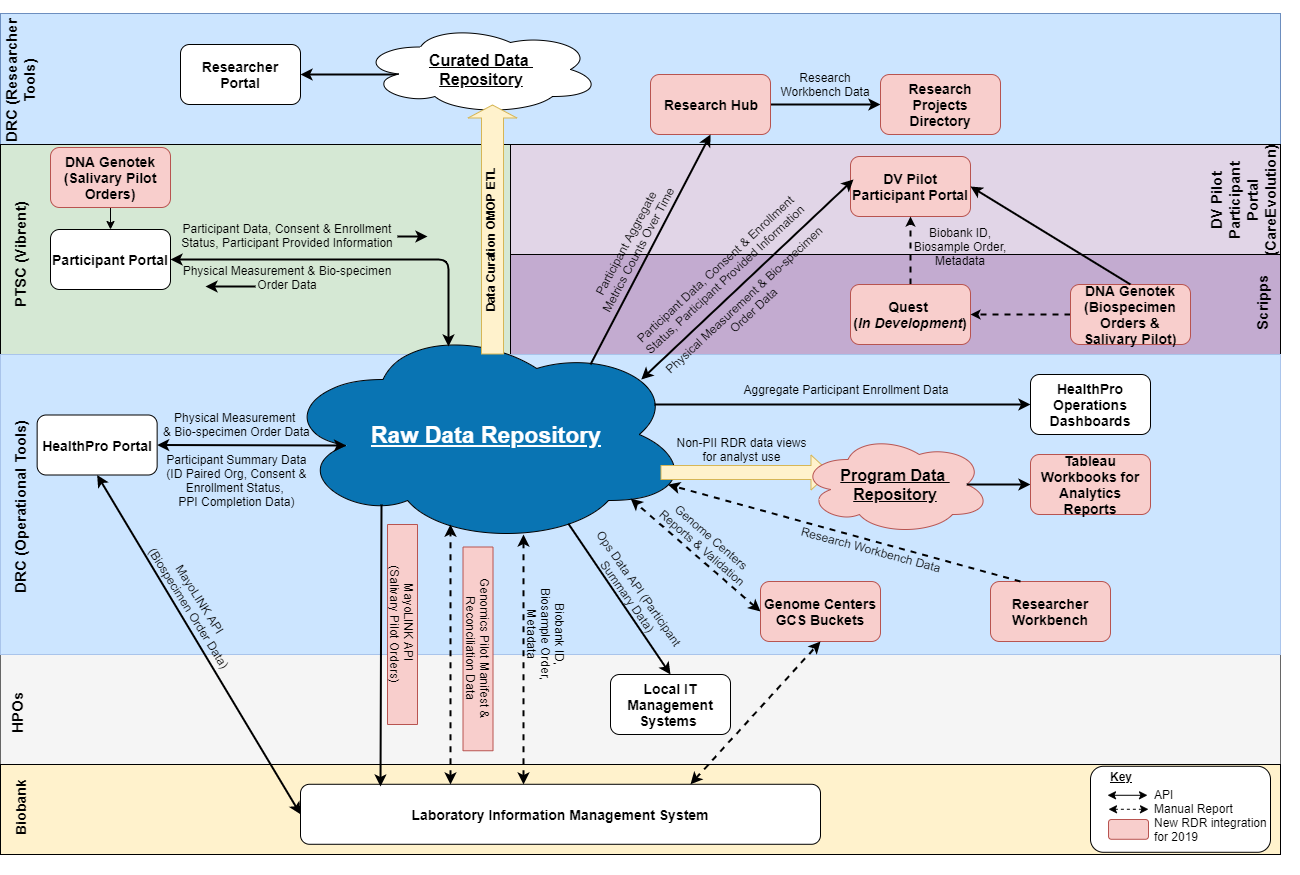 DRC (Researcher
Tools)
Researcher
Portal
Curated Data
Repository
Research Hub
Research
Workbench Data
Research
Projects
Directory
PTSC (Vibrent)
DNA Genotek
(Salivary Pilot
Orders)
Participant Portal
Participant Data, Consent & Enrollment
Status, Participant Provided Information
Physical Measurement & Bio-specimen
Order Data
Data Curation OMOP ETL
Participant Aggregate
Metrics Counts Over Time
Participant Data, Consent & Enrollment
Status, Participant Provided Information
Physical Measurement & Bio-specimen
Order Data
DV Pilot
Participant Portal
DV Pilot
Participant
Portal
(CareEvolution)
Biobank ID,
Biosample Order,
Metadata
Quest
(In Development)
DNA Genotek
(Biospecimen
Orders &
Salivary Pilot)
Scripps
DRC (Operational Tools)
HealthPro Portal
Physical Measurement
& Bio-specimen Order Data
Participant Summary Data
(ID Paired Org, Consent &
Enrollment Status,
PPI Completion Data)
Raw Data Repository
Aggregate Participant Enrollment Data
HealthPro
Operations
Dashboards
Non-PII RDR data views
for analyst use
Program Data
Repository
Tableau
Workbooks for
Analytics
Reports
Genome Centers
Reports & Validation
Research Workbench Data
Genome Centers
GCS Buckets
Researcher
Workbench
MayoLINK API
(Biospecimen Order Data)
MayoLINK API
(Salivary Pilot Orders)
Genomics Pilot Manifest &
Reconciliation Data
Biobank ID,
Biosample Order,
Metadata
Ops Data API (Participant
Summary Data)
HPOs
Local IT
Management
Systems
Biobank
Laboratory Information Management System
Key
API
Manual Report
New RDR integration
for 2019